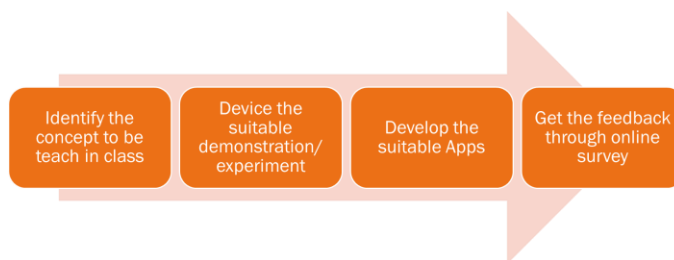 Identify the
concept to be
teach in class
Device the
suitable
demonstration/
experiment
Develop the
suitable Apps
Get the feedback
through online
survey